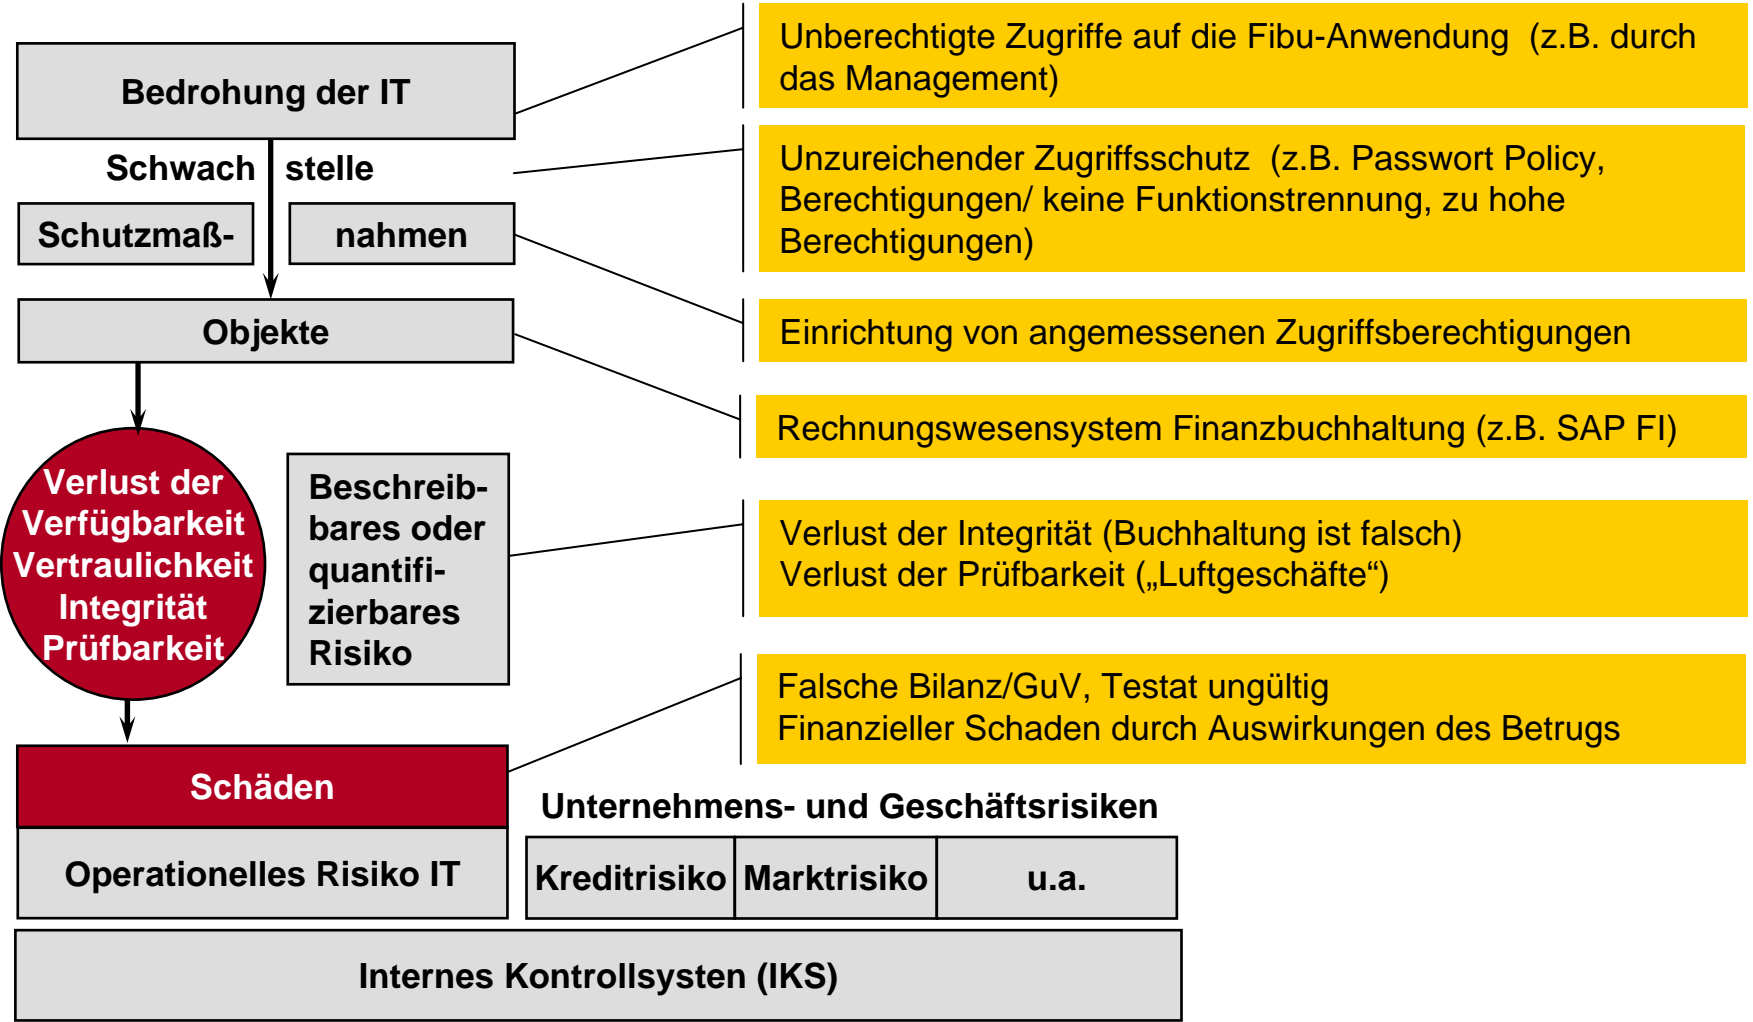 Bedrohung der IT
Schwach stelle
Schutzmaß- nahmen
Objekte
Verlust der
Verfügbarkeit
Vertraulichkeit
Integrität
Prüfbarkeit
Beschreib-
bares oder
quantifi-
zierbares
Risiko
Schäden
Operationelles Risiko IT
Unternehmens- und Geschäftsrisiken
Kreditrisiko Marktrisiko u.a.
Internes Kontrollsysten (IKS)
Unberechtigte Zugriffe auf die Fibu-Anwendung (z.B. durch
das Management)
Unzureichender Zugriffsschutz (z.B. Passwort Policy,
Berechtigungen/ keine Funktionstrennung, zu hohe
Berechtigungen)
Einrichtung von angemessenen Zugriffsberechtigungen
Rechnungswesensystem Finanzbuchhaltung (z.B. SAP FI)
Verlust der Integrität (Buchhaltung ist falsch)
Verlust der Prüfbarkeit („Luftgeschäfte“)
Falsche Bilanz/GuV, Testat ungültig
Finanzieller Schaden durch Auswirkungen des Betrugs